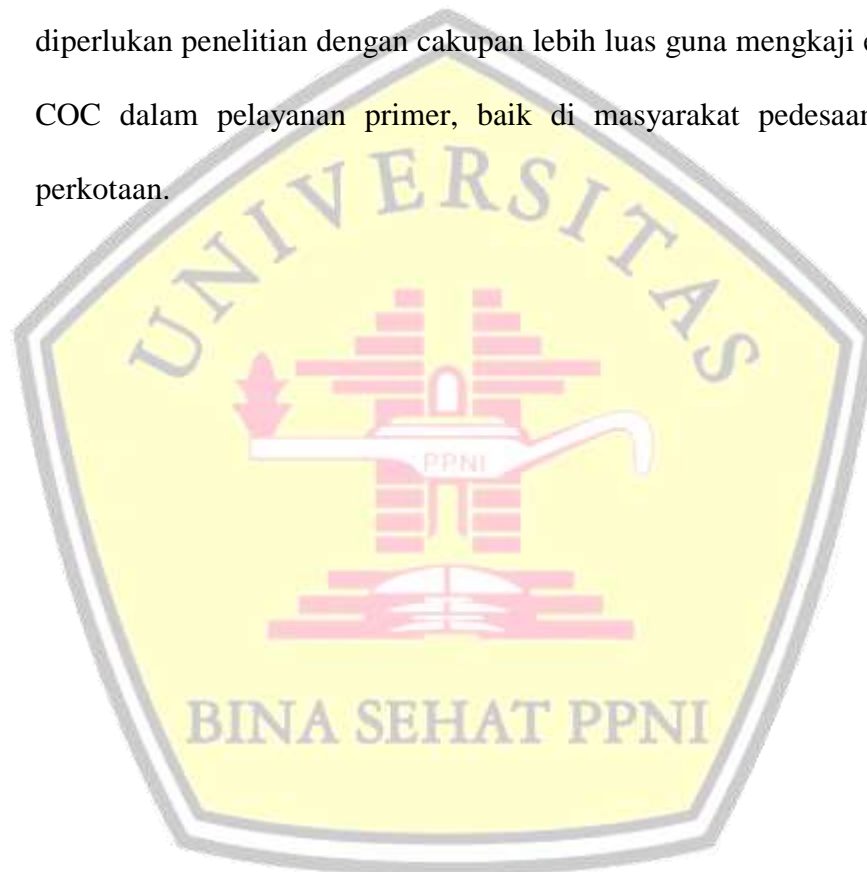 diperlukan penelitian dengan cakupan lebih luas guna mengkaji
COC dalam pelayanan primer, baik di masyarakat pedesaan
perkotaan.
UNIVERSITAS
PPNI
BINA SEHAT PPNI